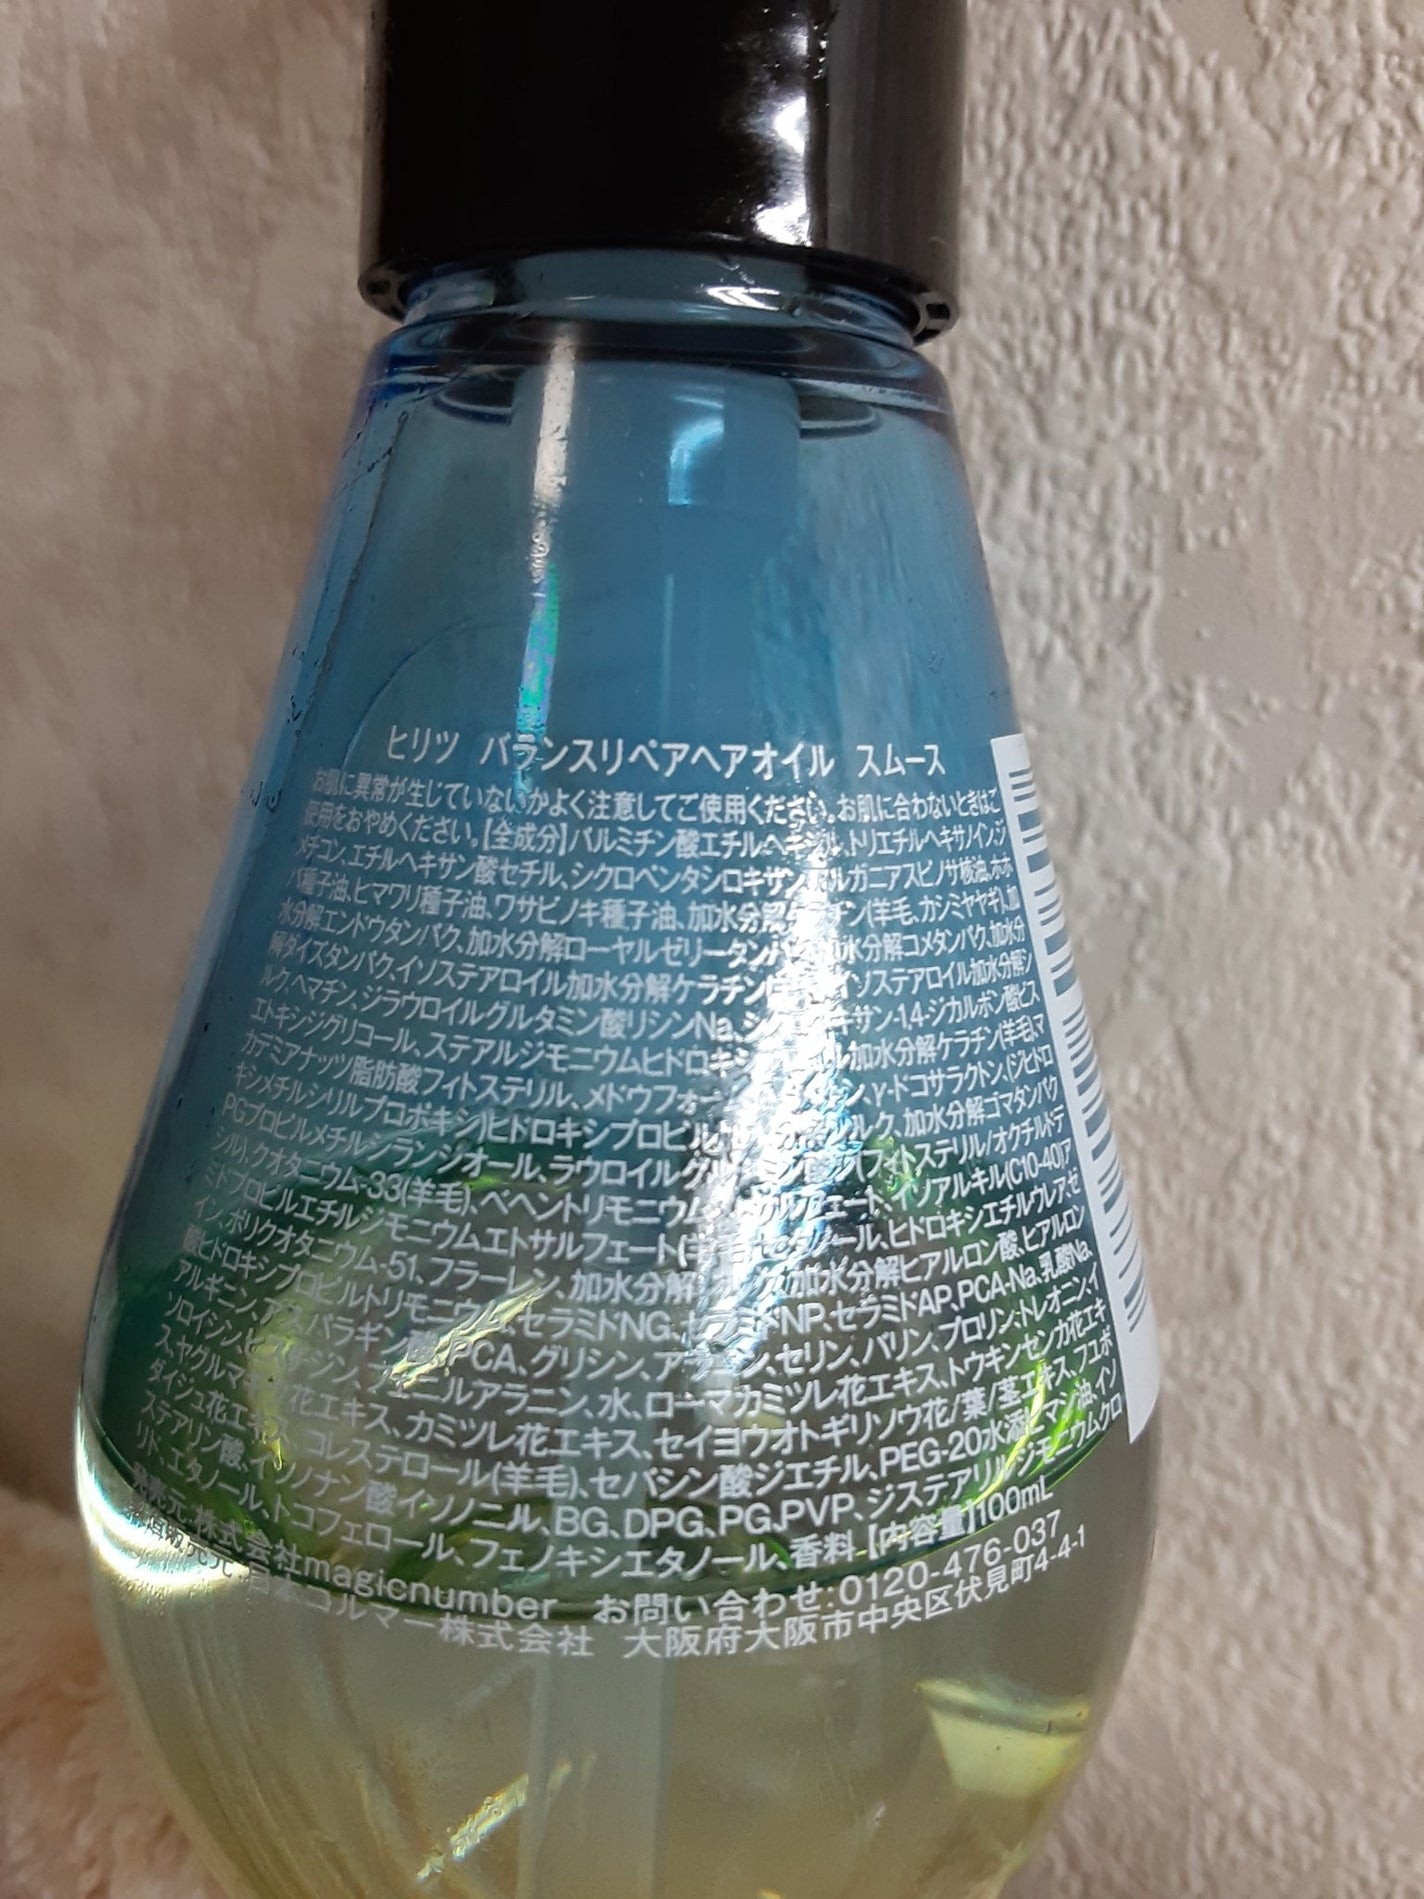 ヒリツ バランスリペアヘアオイル スムース
お肌に異常が生じていないかよく注意してご使用ください。お肌に合わないときはご
使用をおやめください。【全成分】パルミチン酸エチルヘキシル、トリエチルヘキサノイン、ジ
メチコン、エチルヘキサン酸セチル、シクロペンタシロキサン、アルガニアスピノサ核油、ホホ
バ種子油、ヒマワリ種子油、ワサビノキ種子油、加水分解ケラチン(羊毛、カシミヤヤギ)、加
水分解エンドウタンパク、加水分解ローヤルゼリータンパク、加水分解コメタンパク、加水分
解ダイズタンパク、イソステアロイル加水分解ケラチン(羊毛)、イソステアロイル加水分解シ
ルク、ヘマチン、ジラウロイルグルタミン酸リシンNa、シクロヘキサン-1,4-ジカルボン酸ビス
エトキシジグリコール、ステアルジモニウムヒドロキシプロピル加水分解ケラチン(羊毛)、マ
カデミアナッツ脂肪酸フィトステリル、メドウフォーム-ラクトン、γ-ドコサラクトン、(ジヒドロ
キシメチルシリルプロポキシ)ヒドロキシプロピル加水分解シルク、加水分解ゴマタンパク
PGプロピルメチルシランジオール、ラウロイルグルタミン酸ジ(フィトステリル/オクチルドデ
シル)、クオタニウム-33(羊毛)、ベヘントリモニウムメトサルフェート、イソアルキル(C10-40)ア
ミドプロピルエチルジモニウムエトサルフェート(羊毛)、セタノール、ヒドロキシエチルウレア、セ
イン、ポリクオタニウム-51、フラーレン、加水分解シルク、加水分解ヒアルロン酸、ヒアルロン
酸ヒドロキシプロピルトリモニウム、セラミドNG、セラミドNP、セラミドAP、PCA-Na、乳酸Na、
アルギニン、アスパラギン酸、PCA、グリシン、アラニン、セリン、バリン、プロリン、トレオニン、イ
ソロイシン、ヒスチジン、フェニルアラニン、水、ローマカミツレ花エキス、トウキンセンカ花エキ
ス、ヤグルマギク花エキス、カミツレ花エキス、セイヨウオトギリソウ花/葉/茎エキス、フユボ
ダイジュ花エキス、コレステロール(羊毛)、セバシン酸ジエチル、PEG-20水添ヒマシ油、イソ
ステアリン酸、イソノナン酸イソノニル、BG、DPG、PG、PVP、ジステアリルジモニウムクロ
リド、エタノール、トコフェロール、フェノキシエタノール、香料 【内容量】100mL
発売元 株式会社magicnumber お問い合わせ:0120-476-037
日本コルマー株式会社 大阪府大阪市中央区伏見町4-4-1